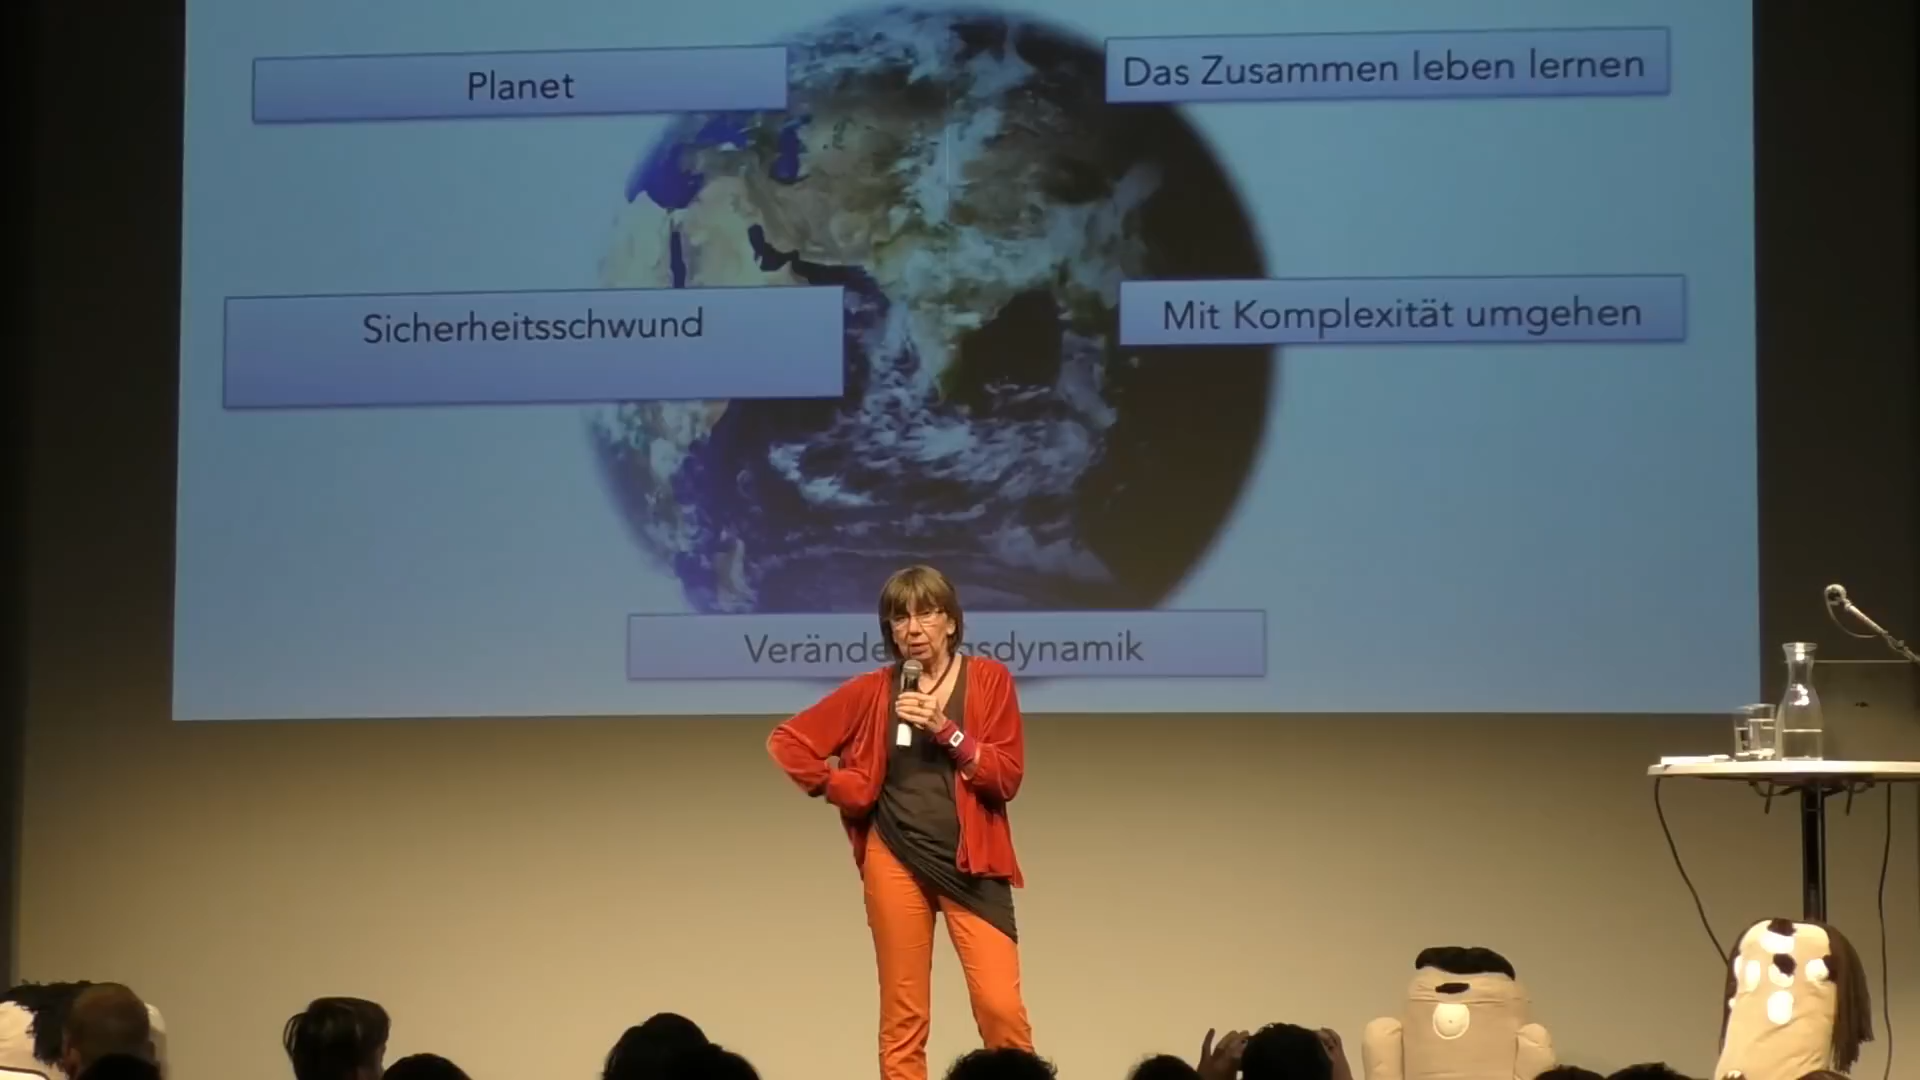 Planet
Das Zusammen leben lernen
Sicherheitsschwund
Mit Komplexität umgehen